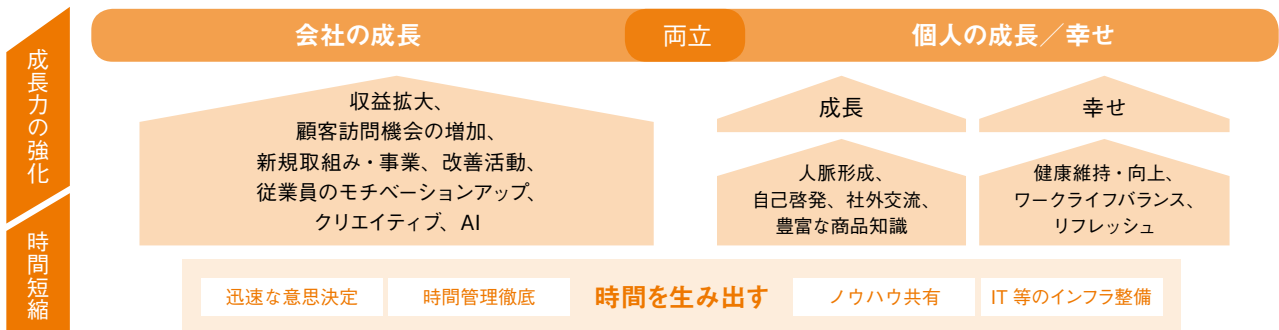 会社の成長
両立
個人の成長／幸せ
成長力の強化
収益拡大、
顧客訪問機会の増加、
新規取組み・事業、改善活動、
従業員のモチベーションアップ、
クリエイティブ、AI
成長
人脈形成、
自己啓発、社外交流、
豊富な商品知識
幸せ
健康維持・向上、
ワークライフバランス、
リフレッシュ
時間短縮
迅速な意思決定
時間管理徹底
時間を生み出す
ノウハウ共有
IT 等のインフラ整備